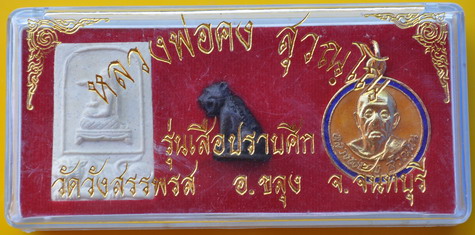 หลวงพ่อคง สุวณฺโณ
รุ่นเสือปราบศึก
วัดวังสรรพรส อ.ขลุง จ.จันทบุรี